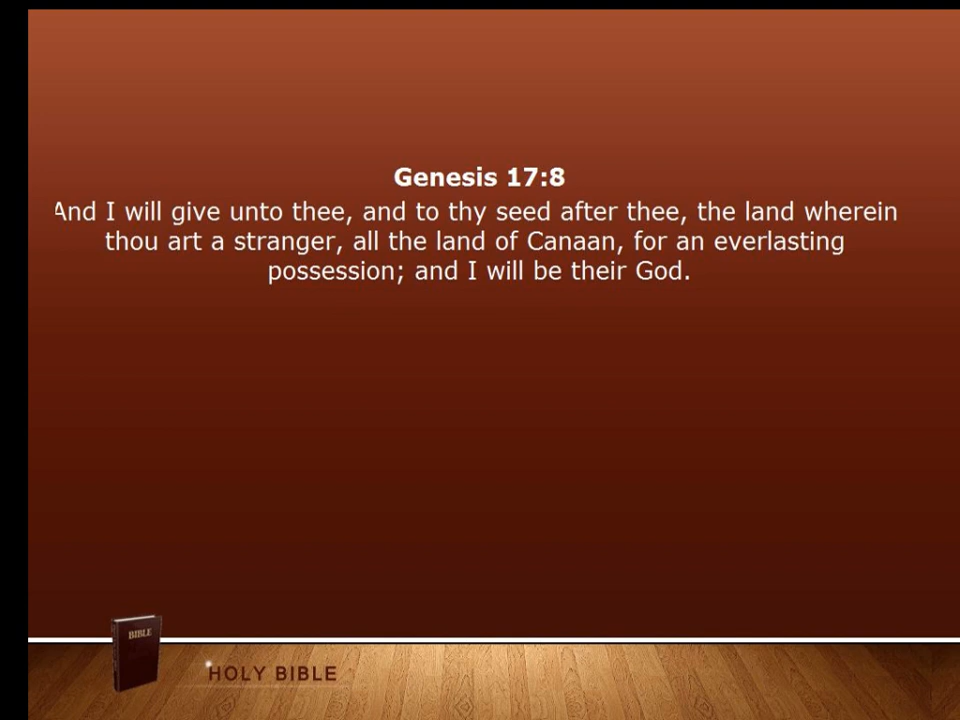 Genesis 17:8
And I will give unto thee, and to thy seed after thee, the land wherein
thou art a stranger, all the land of Canaan, for an everlasting
possession; and I will be their God.
BIBLE
HOLY BIBLE